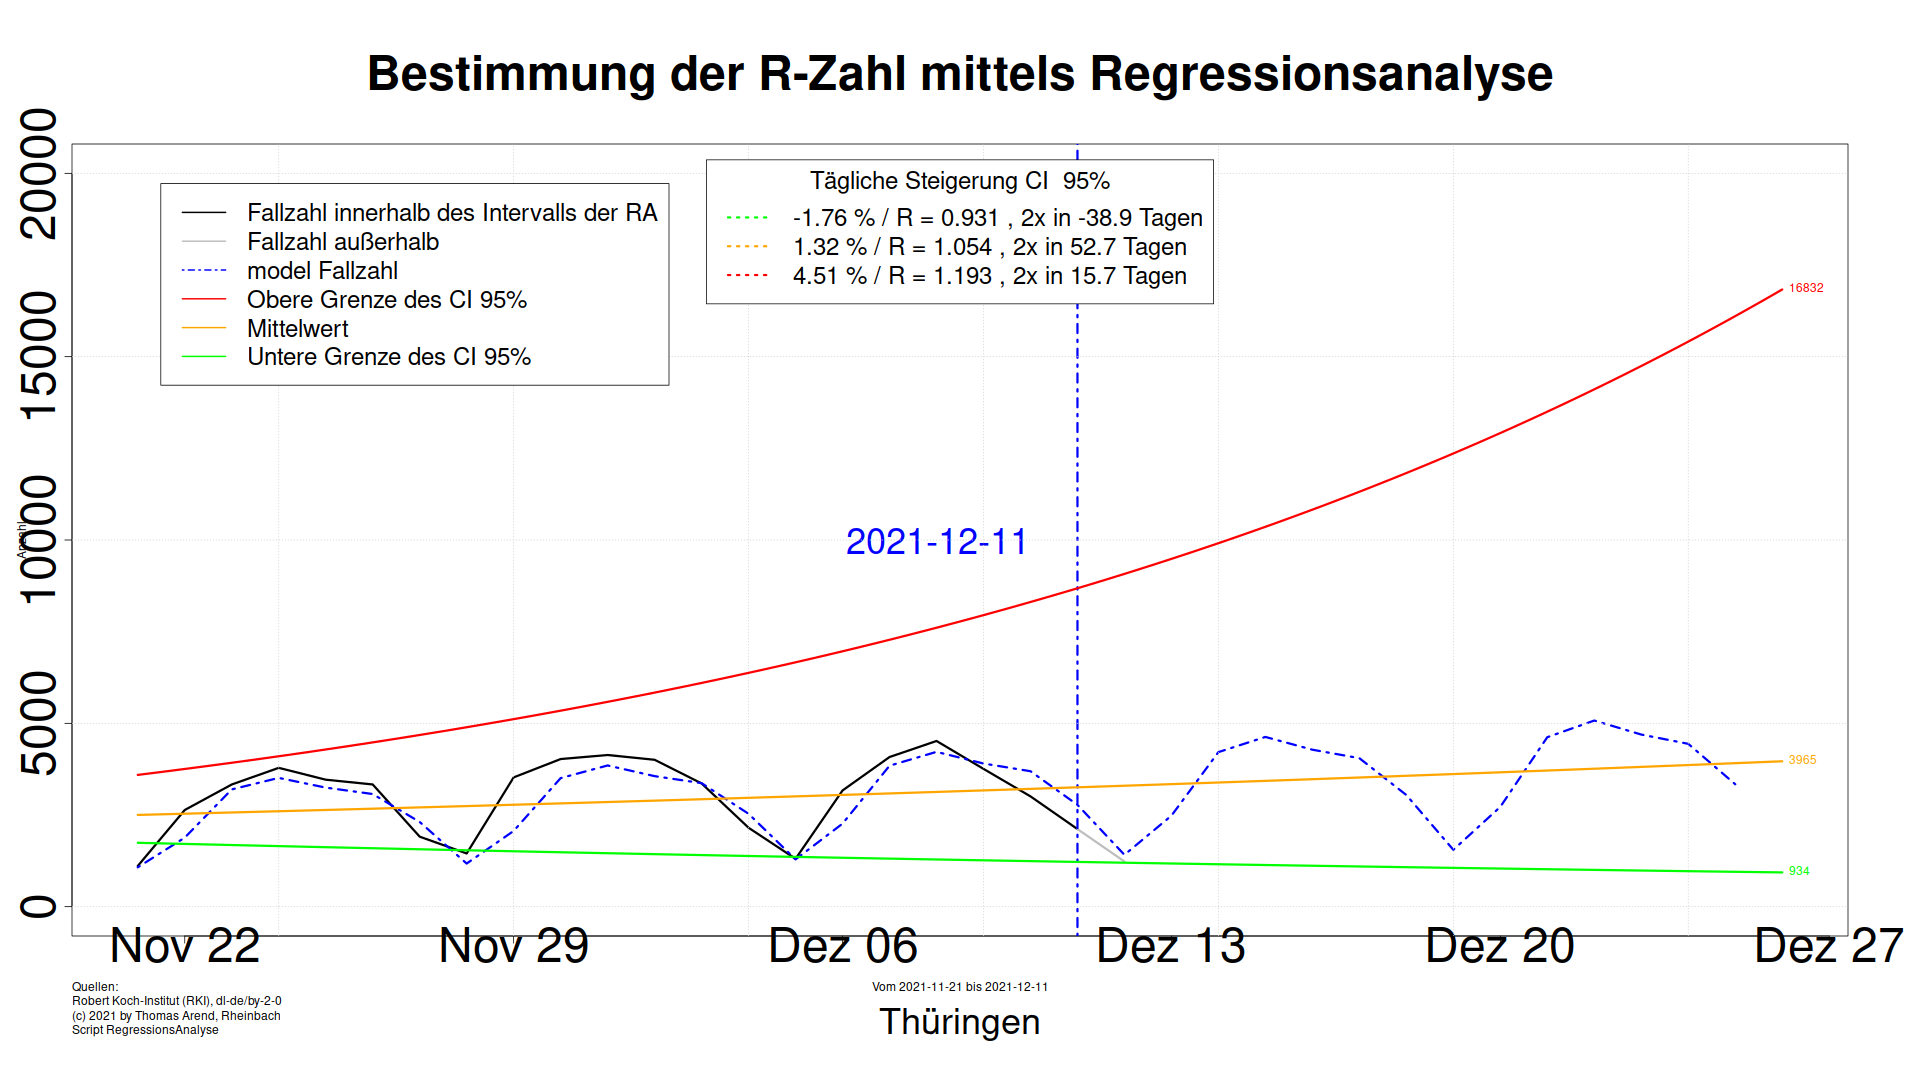 Bestimmung der R-Zahl mittels Regressionsanalyse
Fallzahl innerhalb des Intervalls der RA
Fallzahl außerhalb
model Fallzahl
Obere Grenze des CI 95%
Mittelwert
Untere Grenze des CI 95%
Tägliche Steigerung CI  95%
-1.76 % / R = 0.931 , 2x in -38.9 Tagen
1.32 % / R = 1.054 , 2x in 52.7 Tagen
4.51 % / R = 1.193 , 2x in 15.7 Tagen
20000
15000
10000
5000
0
Anzahl
2021-12-11
16832
3965
934
Nov 22
Nov 29
Dez 06
Dez 13
Dez 20
Dez 27
Quellen:
Robert Koch-Institut (RKI), dl-de/by-2-0
(c) 2021 by Thomas Arend, Rheinbach
Script RegressionsAnalyse
Vom 2021-11-21 bis 2021-12-11
Thüringen